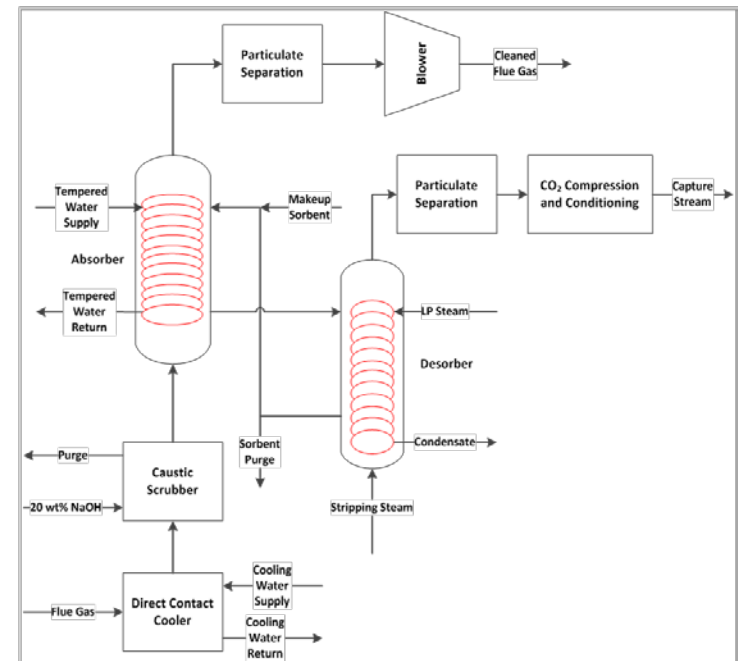 Particulate
Separation
Blower
Cleaned
Flue Gas
Particulate
Separation
CO₂ Compression
and Conditioning
Capture
Stream
Tempered
Water
Supply
Makeup
Sorbent
Absorber
Tempered
Water
Return
LP Steam
Desorber
Condensate
Sorbent
Purge
Purge
Caustic
Scrubber
20 wt% NaOH
Stripping Steam
Flue Gas
Direct Contact
Cooler
Cooling
Water
Supply
Cooling
Water
Return